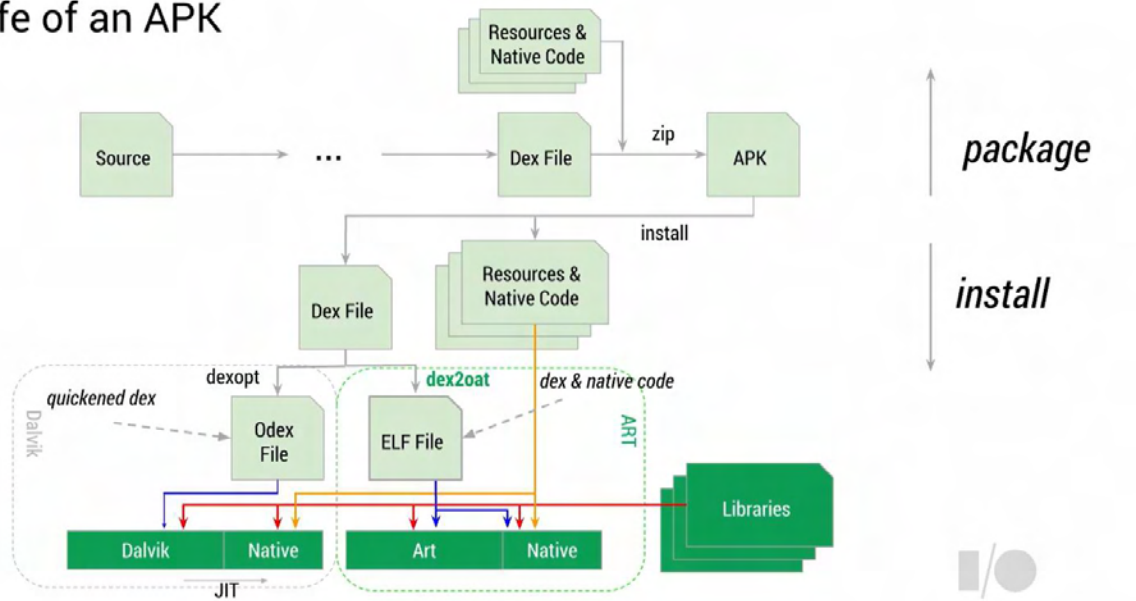 fe of an APK
Resources &
Native Code
Source
...
Dex File
zip
APK
package
install
Dex File
Resources &
Native Code
install
dexopt
dex2oat
dex & native code
quickened dex
Dalvik
Odex
File
ELF File
ART
Libraries
Dalvik
Native
Art
Native
JIT
I/O